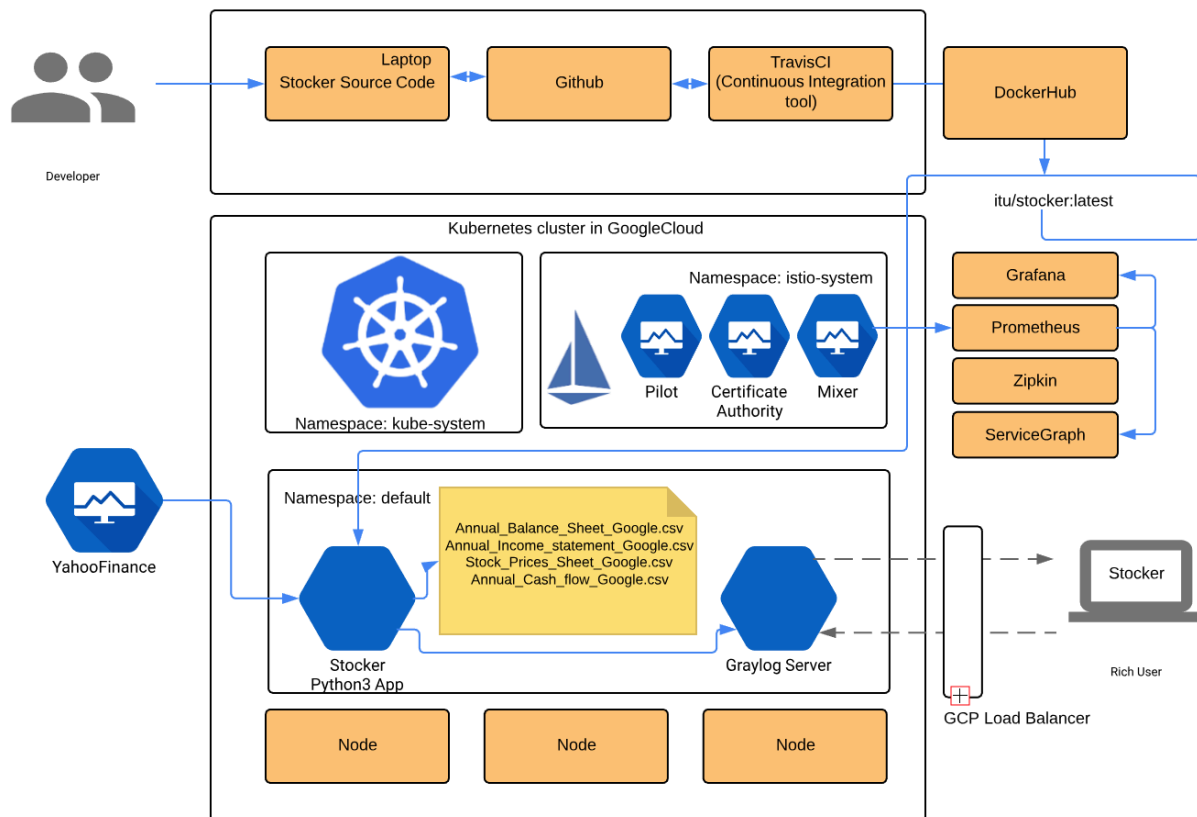 Laptop
Stocker Source Code
Github
TravisCI
(Continuous Integration
tool)
DockerHub
Developer
itu/stocker:latest
Kubernetes cluster in GoogleCloud
Namespace: kube-system
Namespace: istio-system
Pilot
Certificate
Authority
Mixer
Grafana
Prometheus
Zipkin
ServiceGraph
YahooFinance
Namespace: default
Annual_Balance_Sheet_Google.csv
Annual_Income_statement_Google.csv
Stock_Prices_Sheet_Google.csv
Annual_Cash_flow_Google.csv
Stocker
Python3 App
Graylog Server
Stocker
Rich User
GCP Load Balancer
Node
Node
Node